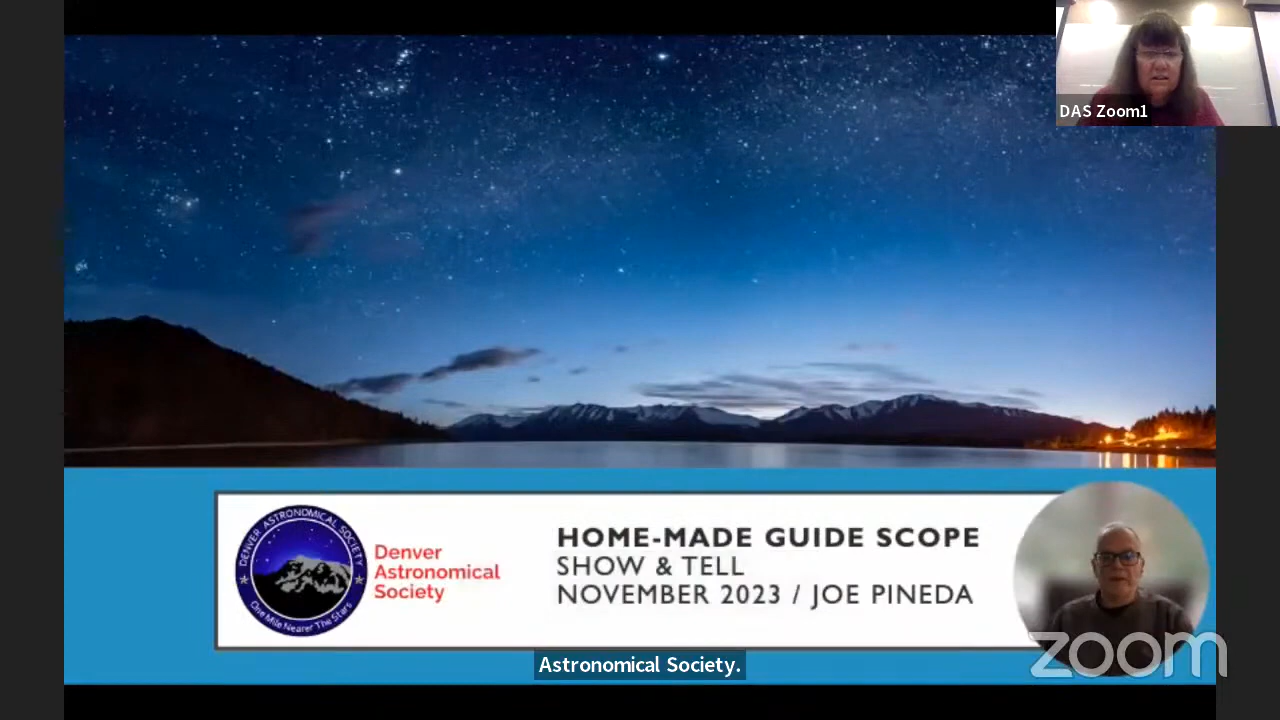 DAS Zoom1
DENVER ASTRONOMICAL SOCIETY
One Mile Nearer The Stars
Denver
Astronomical
Society
HOME-MADE GUIDE SCOPE
SHOW & TELL
NOVEMBER 2023 / JOE PINEDA
Astronomical Society.
zoom